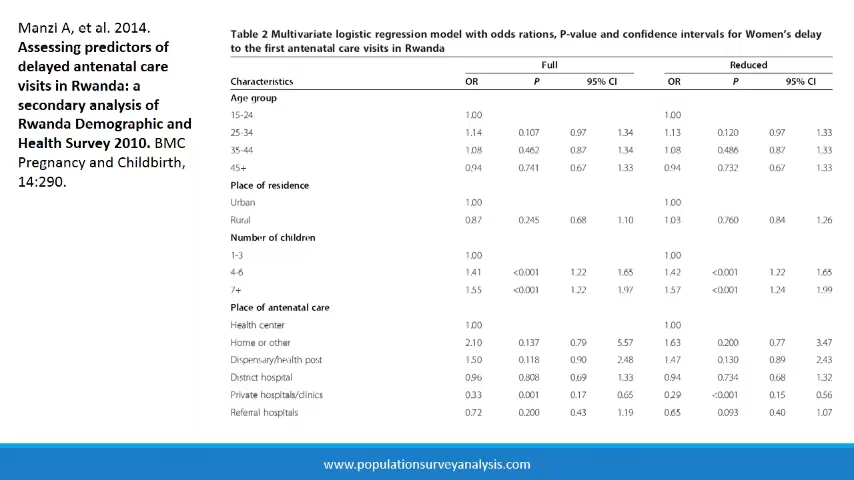 Manzi A, et al. 2014.
Assessing predictors of
delayed antenatal care
visits in Rwanda: a
secondary analysis of
Rwanda Demographic and
Health Survey 2010. BMC
Pregnancy and Childbirth,
14:290.
Table 2 Multivariate logistic regression model with odds rations, P-value and confidence intervals for Women's delay
to the first antenatal care visits in Rwanda
Full Reduced
Characteristics OR P 95% CI OR P 95% CI
Age group
15-24 1.00 1.00
25-34 1.14 0.107 0.97 1.34 1.13 0.120 0.97 1.33
35-44 1.08 0.462 0.87 1.34 1.08 0.486 0.87 1.33
45+ 0.94 0.741 0.67 1.33 0.94 0.732 0.67 1.33
Place of residence
Urban 1.00 1.00
Rural 0.87 0.245 0.68 1.10 1.03 0.760 0.84 1.26
Number of children
1-3 1.00 1.00
4-6 1.41 <0.001 1.22 1.65 1.42 <0.001 1.22 1.65
7+ 1.55 <0.001 1.22 1.97 1.57 <0.001 1.24 1.99
Place of antenatal care
Health center 1.00 1.00
Home or other 2.10 0.137 0.79 5.57 1.63 0.200 0.77 3.47
Dispensary/health post 1.50 0.118 0.90 2.48 1.47 0.130 0.89 2.43
District hospital 0.96 0.808 0.69 1.33 0.94 0.734 0.68 1.32
Private hospitals/clinics 0.33 0.001 0.17 0.65 0.29 <0.001 0.15 0.56
Referral hospitals 0.72 0.200 0.43 1.19 0.65 0.093 0.40 1.07
www.populationsurveyanalysis.com